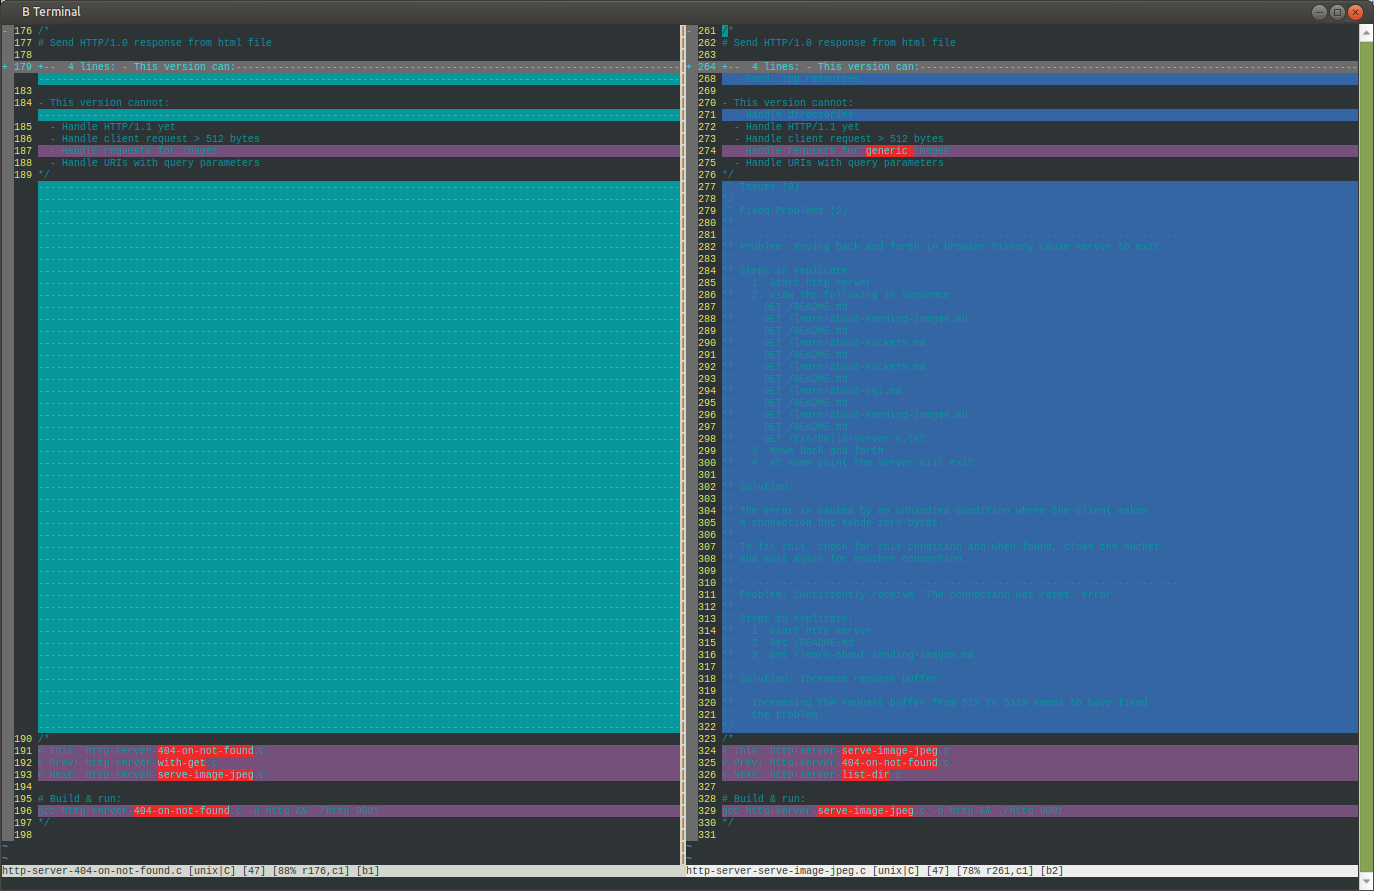 B Terminal
- 176 /*
177 # Send HTTP/1.0 response from html file
178
+ 179 +-- 4 lines: - This version can:
183
184 - This version cannot:
185 - Handle HTTP/1.1 yet
186 - Handle client request > 512 bytes
187 - Handle requests for images
188 - Handle URIs with query parameters
189 */
190 /*
191 # This: http-server-404-on-not-found.c
192 # Prev: http-server-with-get.c
193 # Next: http-server-serve-image-jpeg.c
194
195 # Build & run:
196 gcc http-server-404-on-not-found.c -o http && ./http 9001
197 */
198
~
~
http-server-404-on-not-found.c [unix|C] [47] [88% r176,c1] [b1]
- 261 /*
262 # Send HTTP/1.0 response from html file
263
+ 264 +-- 4 lines: - This version can:
268 - Send .jpg resources
269
270 - This version cannot:
271 - Handle directories
272 - Handle HTTP/1.1 yet
273 - Handle client request > 512 bytes
274 - Handle requests for generic images
275 - Handle URIs with query parameters
276 */
277 /* Issues (0)
278 */
279 /* Fixed Problems (2)
280 **
281 **
282 ** Problem: Moving back and forth in browser history cause server to exit
283 **
284 ** Steps to replicate:
285 ** 1. Start http server
286 ** 2. View the following in sequence
287 ** - GET /README.md
288 ** - GET /learn-about-sending-images.md
289 ** - GET /README.md
290 ** - GET /learn-about-sockets.md
291 ** - GET /README.md
292 ** - GET /learn-about-sockets.md
293 ** - GET /README.md
294 ** - GET /learn-about-cgi.md
295 ** - GET /README.md
296 ** - GET /learn-about-sending-images.md
297 ** - GET /README.md
298 ** - GET /txt/hello-server.c.txt
299 ** 3. Move back and forth
300 ** 4. At some point the server will exit
301 **
302 ** Solution:
303 **
304 ** The error is caused by an unhandled condition where the client makes
305 ** a connection but sends zero bytes.
306 **
307 ** To fix this, check for this condition and when found, close the socket
308 ** and wait again for another connection.
309 **
310 **
311 ** Problem: Consistently receive `The connection was reset' error
312 **
313 ** Steps to replicate:
314 ** 1. Start http server
315 ** 2. Get /README.md
316 ** 3. Get /learn-about-sending-images.md
317 **
318 ** Solution: Increase request buffer
319 **
320 ** Increasing the request buffer from 512 to 5120 seems to have fixed
321 ** the problem.
322 */
323 /*
324 # This: http-server-serve-image-jpeg.c
325 # Prev: http-server-404-on-not-found.c
326 # Next: http-server-list-dir.c
327
328 # Build & run:
329 gcc http-server-serve-image-jpeg.c -o http && ./http 9001
330 */
331
~
~
http-server-serve-image-jpeg.c [unix|C] [47] [78% r261,c1] [b2]